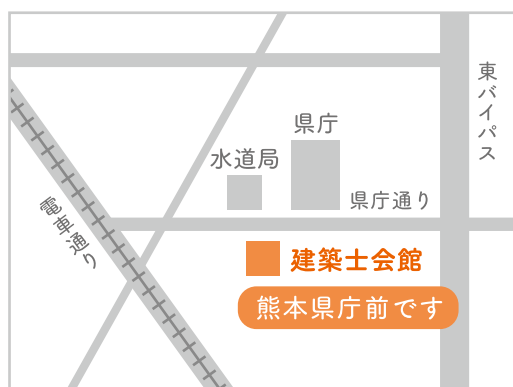 東バイパス
県庁
水道局
県庁通り
電車通り
建築士会館
熊本県庁前です